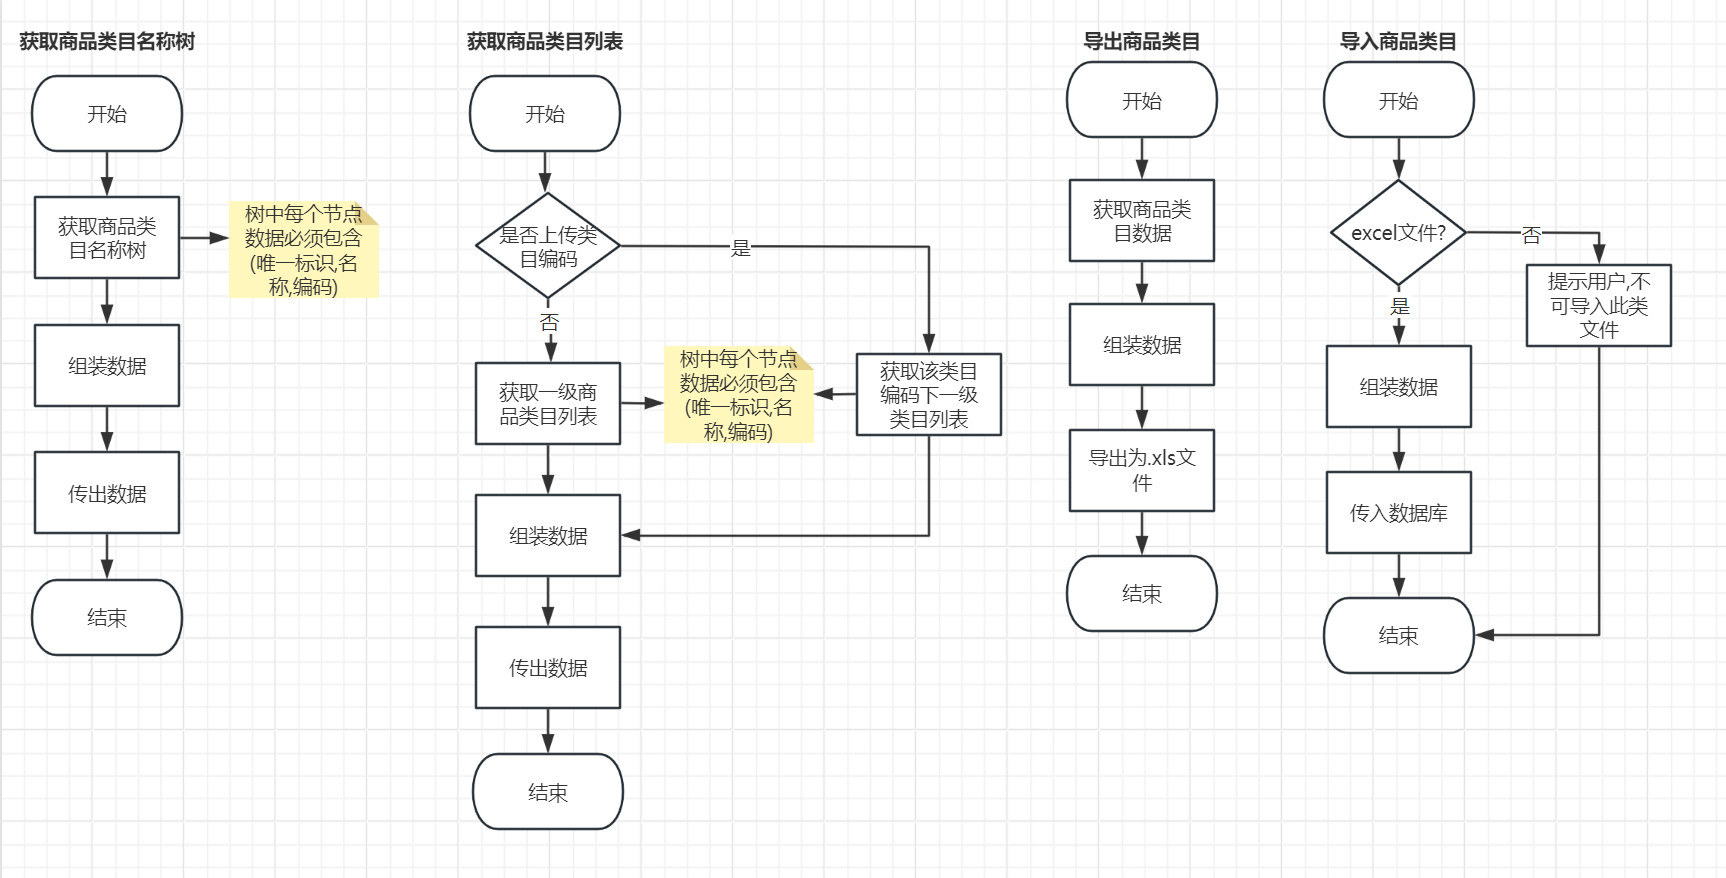 获取商品类目名称树
开始
获取商品类
目名称树
树中每个节点
数据必须包含
(唯一标识,名
称,编码)
组装数据
传出数据
结束
获取商品类目列表
开始
是否上传类
目编码
是
否
获取一级商
品类目列表
树中每个节点
数据必须包含
(唯一标识,名
称,编码)
获取该类目
编码下一级
类目列表
组装数据
传出数据
结束
导出商品类目
开始
获取商品类
目数据
组装数据
导出为.xls文
件
结束
导入商品类目
开始
excel文件?
否
提示用户,不
可导入此类
文件
是
组装数据
传入数据库
结束